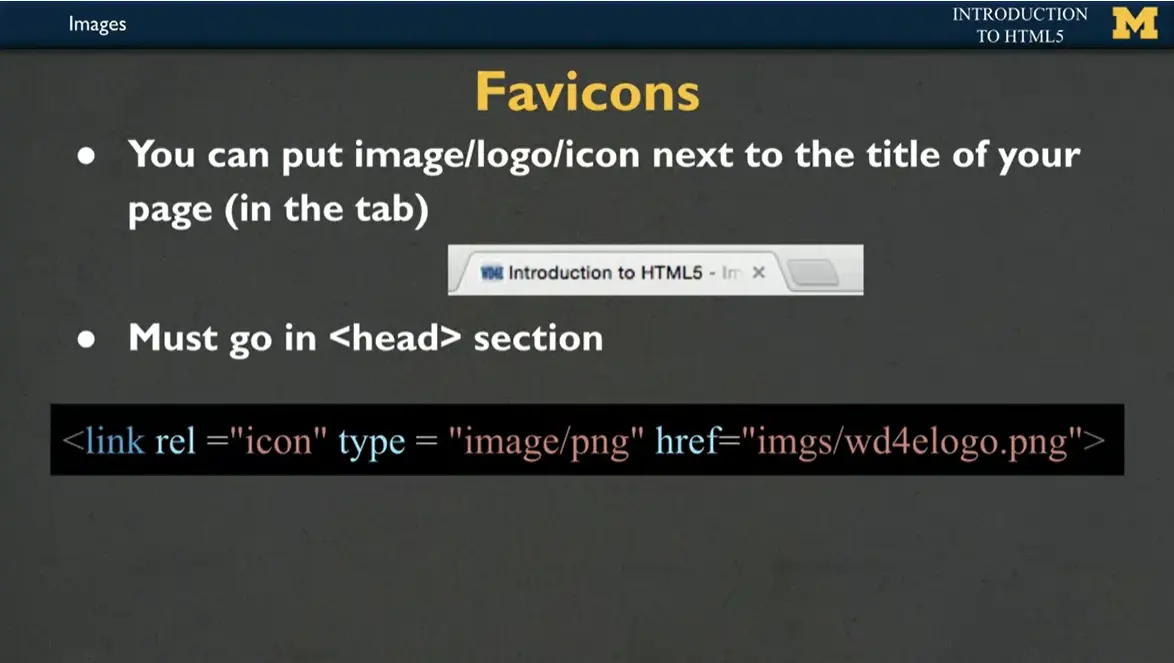 Images
INTRODUCTION
TO HTML5
M
Favicons
● You can put image/logo/icon next to the title of your
page (in the tab)
WD4E Introduction to HTML5 - Im ×
● Must go in <head> section
<link rel ="icon" type = "image/png" href="imgs/wd4elogo.png">